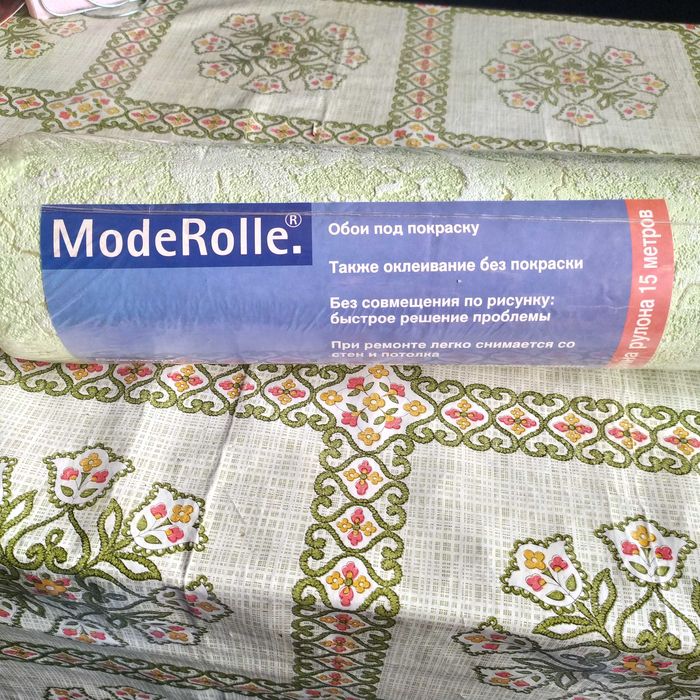 ModeRolle.®
Обои под покраску
Также оклеивание без покраски
Без совмещения по рисунку:
быстрое решение проблемы
При ремонте легко снимается со
стен и потолка
рулона 15 метров